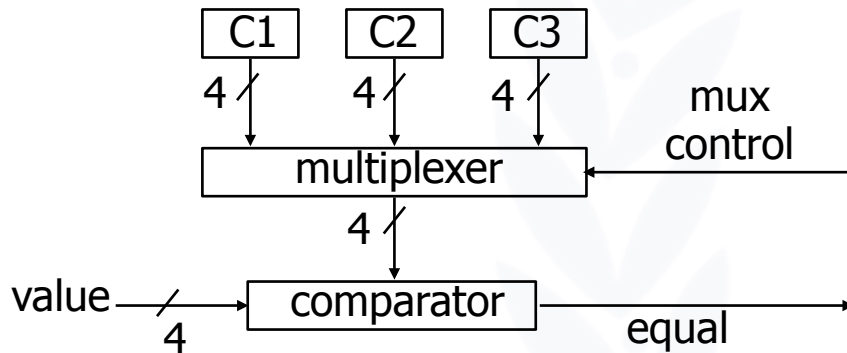 C1 C2 C3
4 4 4
mux
control
multiplexer
4
value
comparator
4
equal